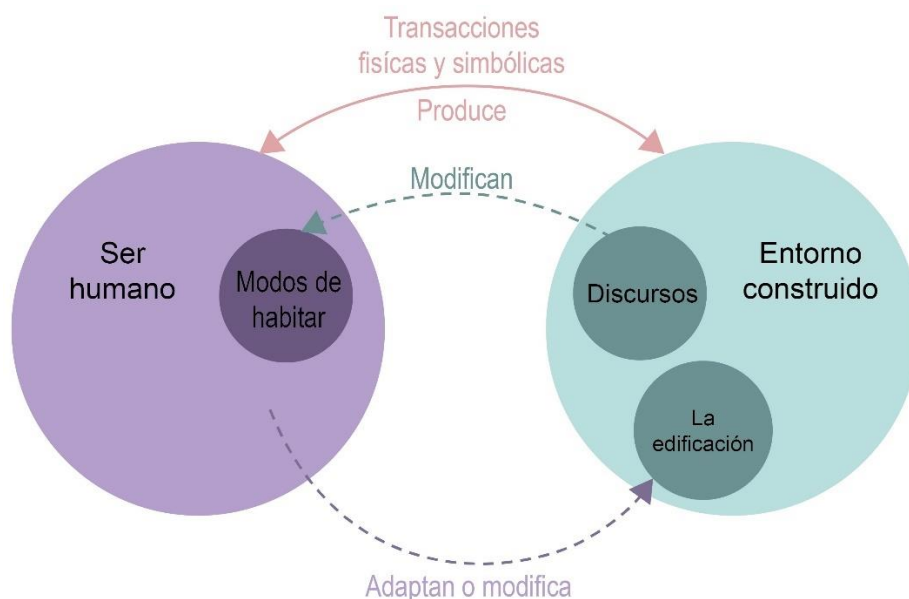 Transacciones
fisícas y simbólicas
Produce
Modifican
Ser
humano
Modos de
habitar
Discursos
Entorno
construido
La
edificación
Adaptan o modifica